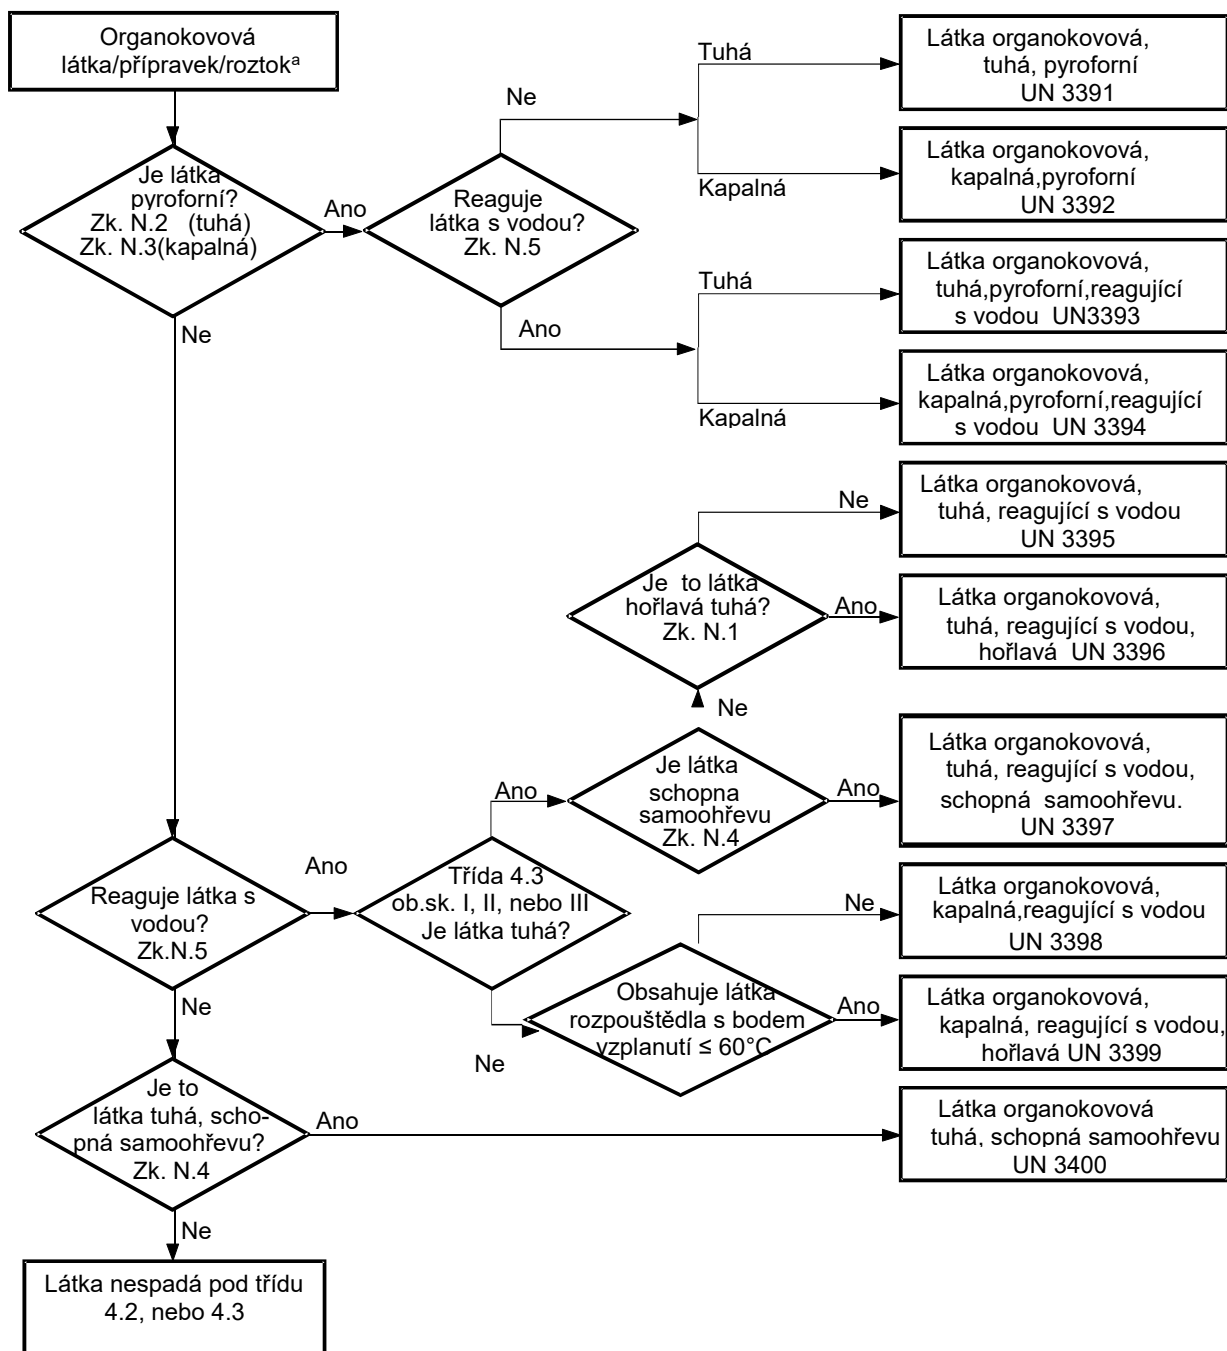 Organokovová
látka/přípravek/roztokᵃ
Je látka
pyroforní?
Zk. N.2 (tuhá)
Zk. N.3(kapalná)
Ano
Ne
Reaguje
látka s vodou?
Zk. N.5
Ne
Ano
Tuhá
Kapalná
Látka organokovová,
tuhá, pyroforní
UN 3391
Látka organokovová,
kapalná,pyroforní
UN 3392
Tuhá
Kapalná
Látka organokovová,
tuhá,pyroforní,reagující
s vodou UN3393
Látka organokovová,
kapalná,pyroforní,reagující
s vodou UN 3394
Ne
Látka organokovová,
tuhá, reagující s vodou
UN 3395
Je to látka
hořlavá tuhá?
Zk. N.1
Ano
Látka organokovová,
tuhá, reagující s vodou,
hořlavá UN 3396
Ne
Je látka
schopna
samoohřevu
Zk. N.4
Ano
Ano
Látka organokovová,
tuhá, reagující s vodou,
schopná samoohřevu.
UN 3397
Reaguje látka s
vodou?
Zk.N.5
Ano
Třída 4.3
ob.sk. I, II, nebo III
Je látka tuhá?
Ne
Látka organokovová,
kapalná,reagující s vodou
UN 3398
Ne
Ne
Obsahuje látka
rozpouštědla s bodem
vzplanutí ≤ 60°C
Ano
Látka organokovová,
kapalná, reagující s vodou,
hořlavá UN 3399
Je to
látka tuhá, scho-
pná samoohřevu?
Zk. N.4
Ano
Látka organokovová
tuhá, schopná samoohřevu
UN 3400
Ne
Látka nespadá pod třídu
4.2, nebo 4.3